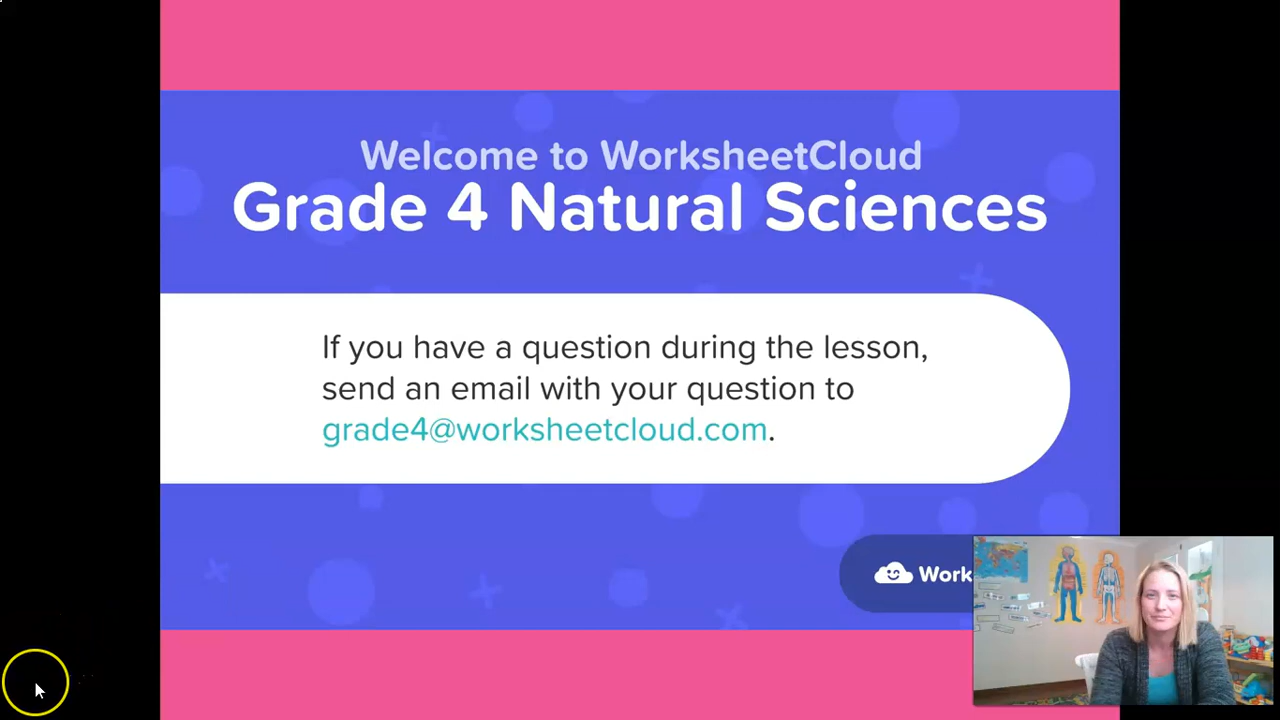 Welcome to WorksheetCloud
Grade 4 Natural Sciences
If you have a question during the lesson,
send an email with your question to
grade4@worksheetcloud.com.
Work